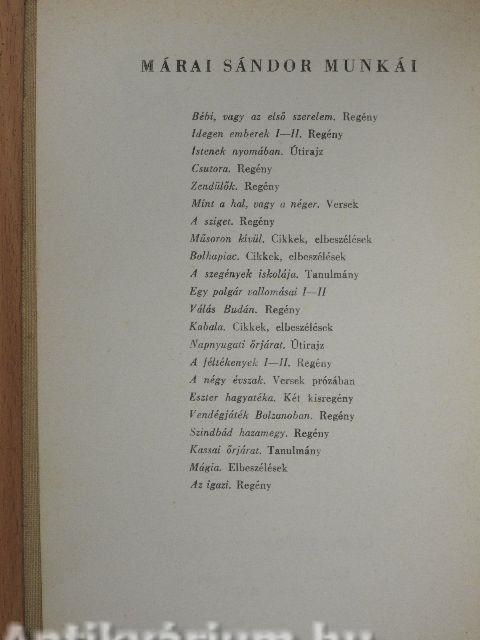 MÁRAI SÁNDOR MUNKÁI
Bébi, vagy az első szerelem. Regény
Idegen emberek I—II. Regény
Istenek nyomában. Útirajz
Csutora. Regény
Zendülők. Regény
Mint a hal, vagy a néger. Versek
A sziget. Regény
Műsoron kívül. Cikkek, elbeszélések
Bolhapiac. Cikkek, elbeszélések
A szegények iskolája. Tanulmány
Egy polgár vallomásai I—II
Válás Budán. Regény
Kabala. Cikkek, elbeszélések
Napnyugati őrjárat. Útirajz
A féltékenyek I—II. Regény
A négy évszak. Versek prózában
Eszter hagyatéka. Két kisregény
Vendégjáték Bolzanoban. Regény
Szindbád hazamegy. Regény
Kassai őrjárat. Tanulmány
Mágia. Elbeszélések
Az igazi. Regény
Antikvárium.hu